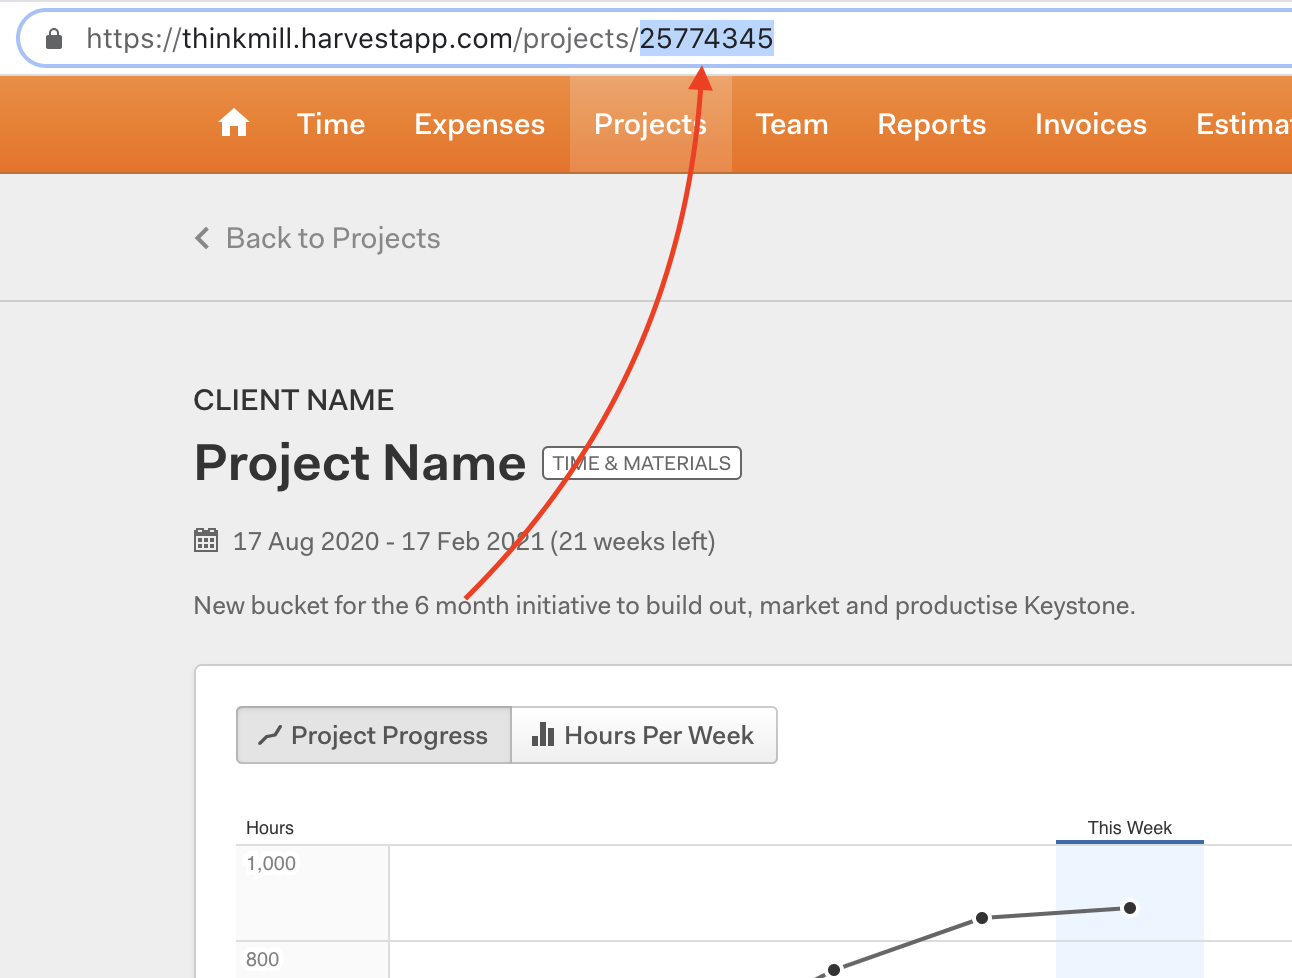 https://thinkmill.harvestapp.com/projects/25774345
Time Expenses Projects Team Reports Invoices Estimat
Back to Projects
CLIENT NAME
Project Name TIME & MATERIALS
17 Aug 2020 - 17 Feb 2021 (21 weeks left)
New bucket for the 6 month initiative to build out, market and productise Keystone.
Project Progress Hours Per Week
Hours This Week
1,000
800